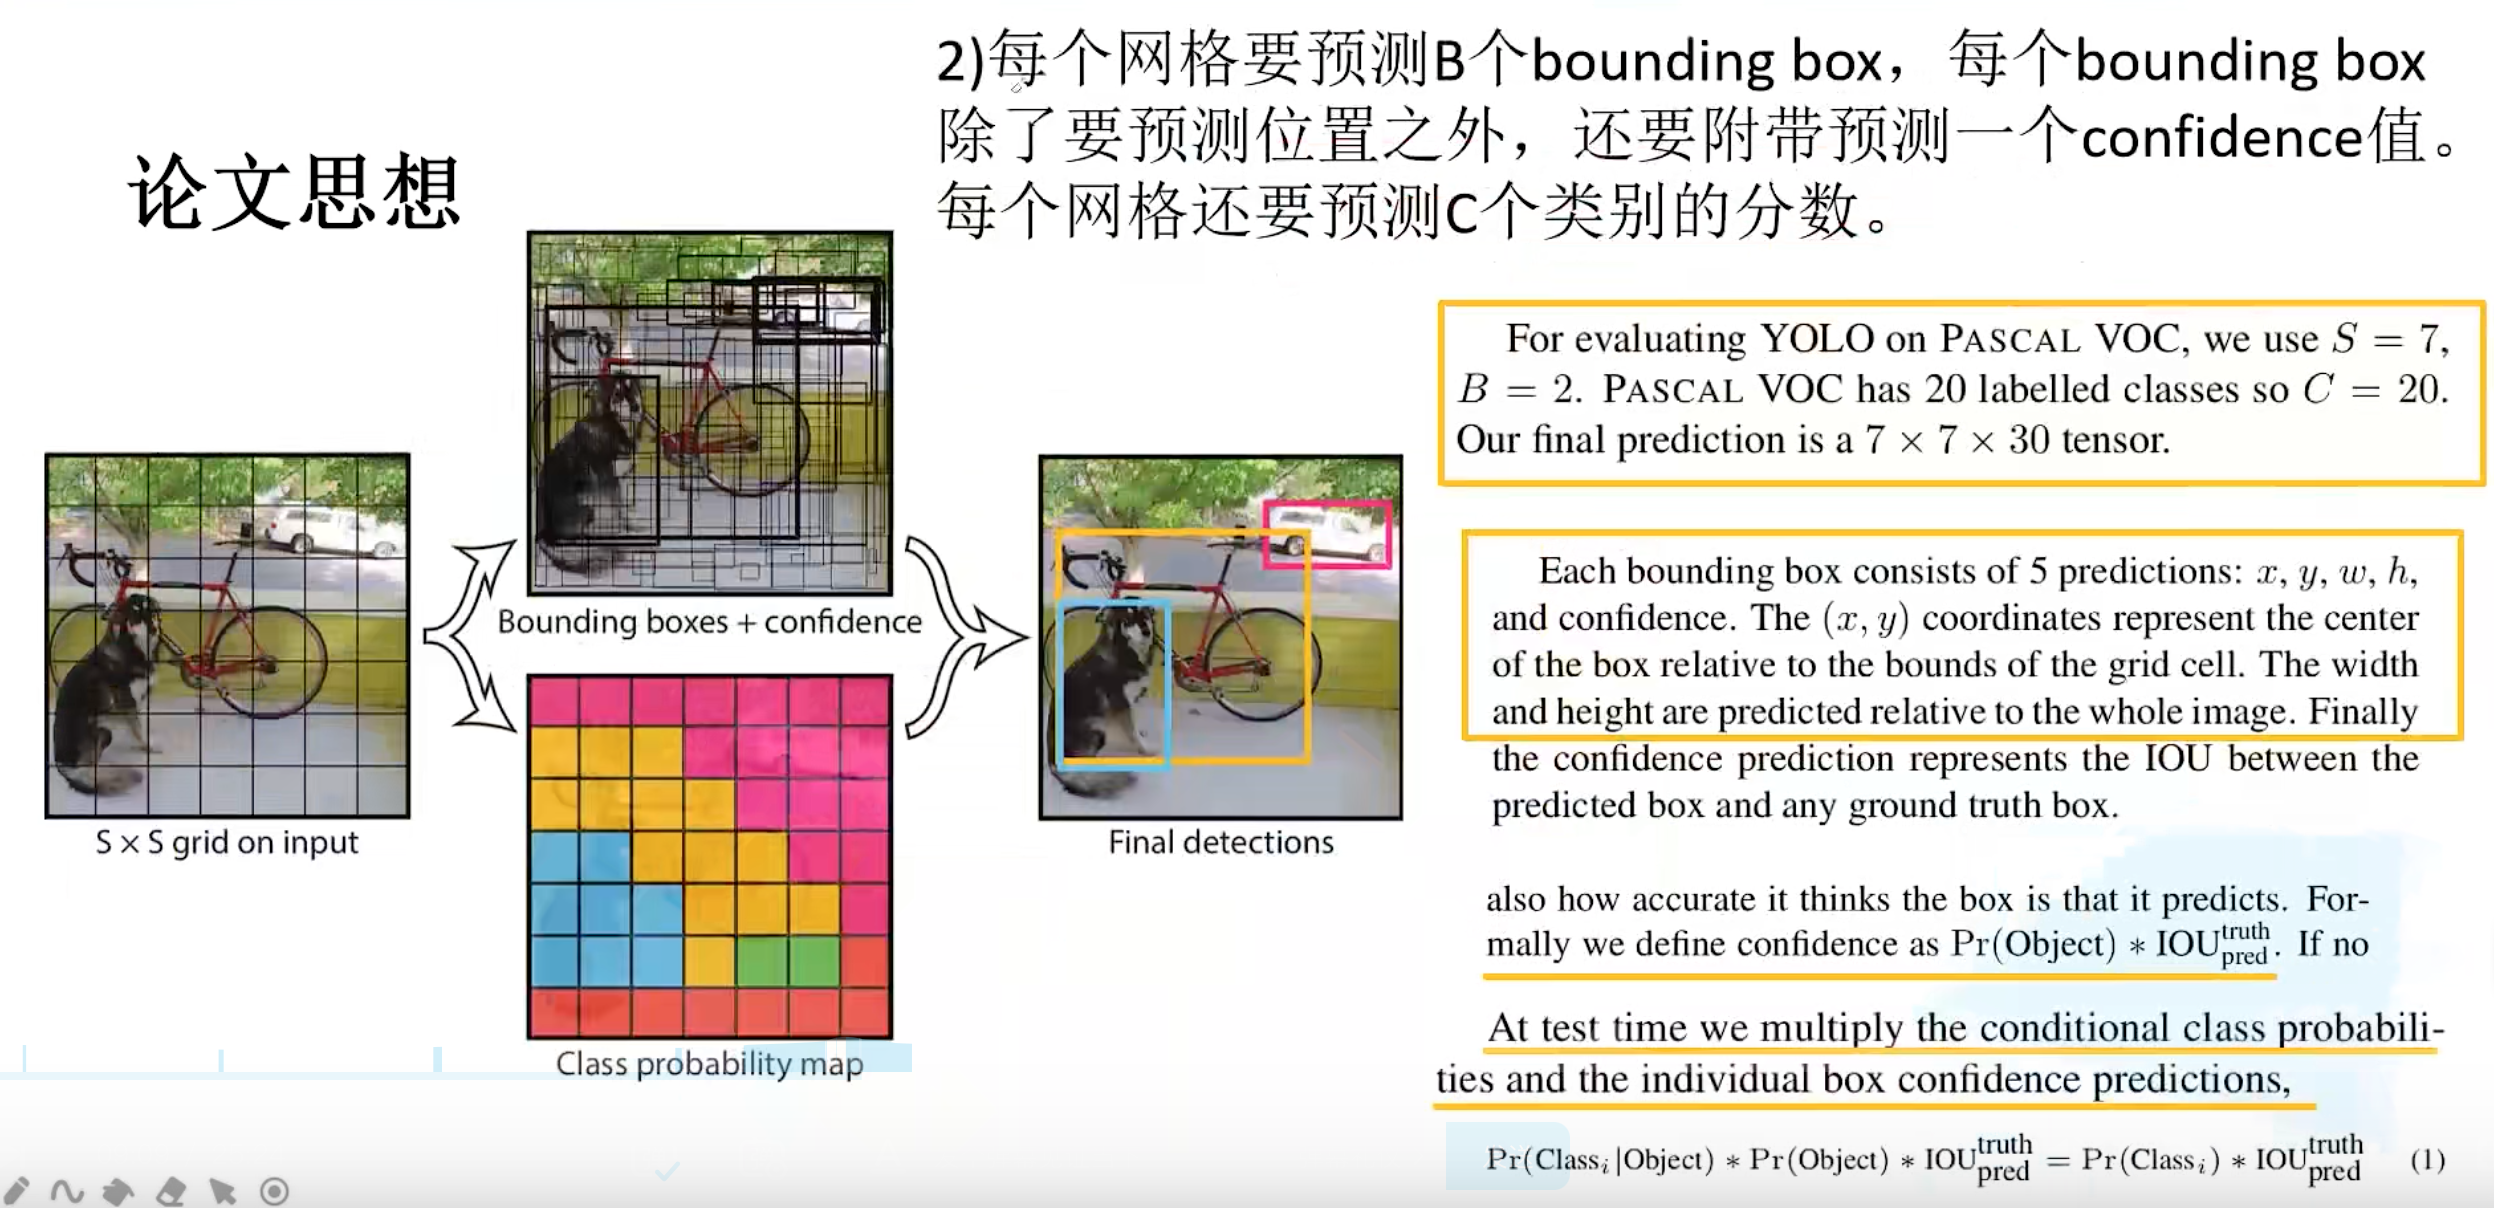 论文思想
2)每个网格要预测B个bounding box，每个bounding box
除了要预测位置之外，还要附带预测一个confidence值。
每个网格还要预测C个类别的分数。
S × S grid on input
Bounding boxes + confidence
Class probability map
Final detections
For evaluating YOLO on PASCAL VOC, we use S = 7,
B = 2. PASCAL VOC has 20 labelled classes so C = 20.
Our final prediction is a 7 × 7 × 30 tensor.
Each bounding box consists of 5 predictions: x, y, w, h,
and confidence. The (x, y) coordinates represent the center
of the box relative to the bounds of the grid cell. The width
and height are predicted relative to the whole image. Finally
the confidence prediction represents the IOU between the
predicted box and any ground truth box.
also how accurate it thinks the box is that it predicts. For-
mally we define confidence as Pr(Object) * IOU^truth_pred. If no
At test time we multiply the conditional class probabili-
ties and the individual box confidence predictions,
Pr(Class_i|Object) * Pr(Object) * IOU^truth_pred = Pr(Class_i) * IOU^truth_pred (1)